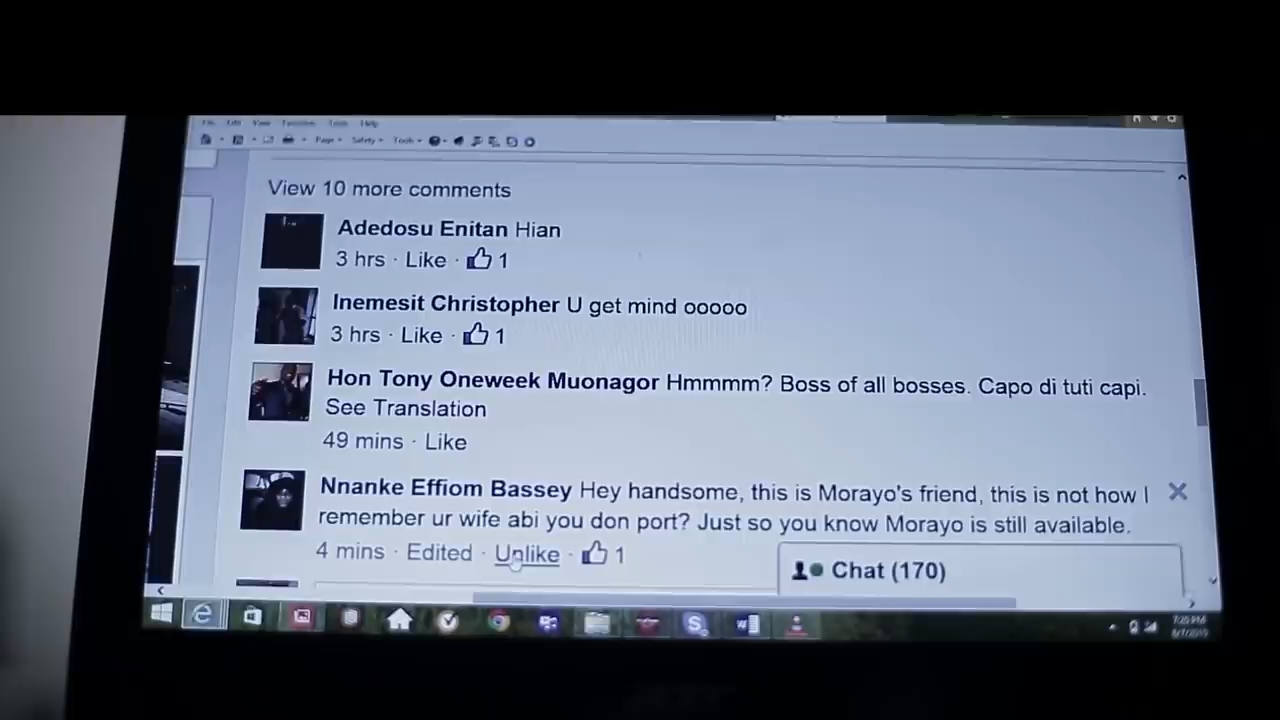 Page
Safety
Tools
View 10 more comments
Adedosu Enitan Hian
3 hrs · Like · 1
Inemesit Christopher U get mind ooooo
3 hrs · Like · 1
Hon Tony Oneweek Muonagor Hmmmm? Boss of all bosses. Capo di tuti capi.
See Translation
49 mins · Like
Nnanke Effiom Bassey Hey handsome, this is Morayo's friend, this is not how I
remember ur wife abi you don port? Just so you know Morayo is still available.
4 mins · Edited · Unlike · 1
Chat (170)